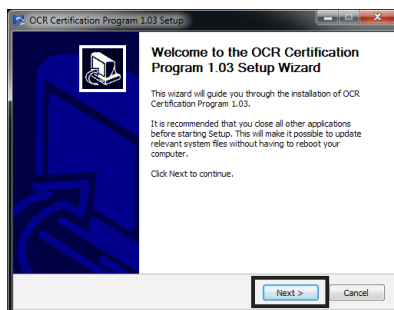 OCR Certification Program 1.03 Setup
Welcome to the OCR Certification
Program 1.03 Setup Wizard
This wizard will guide you through the installation of OCR
Certification Program 1.03.
It is recommended that you close all other applications
before starting Setup. This will make it possible to update
relevant system files without having to reboot your
computer.
Click Next to continue.
Next > Cancel